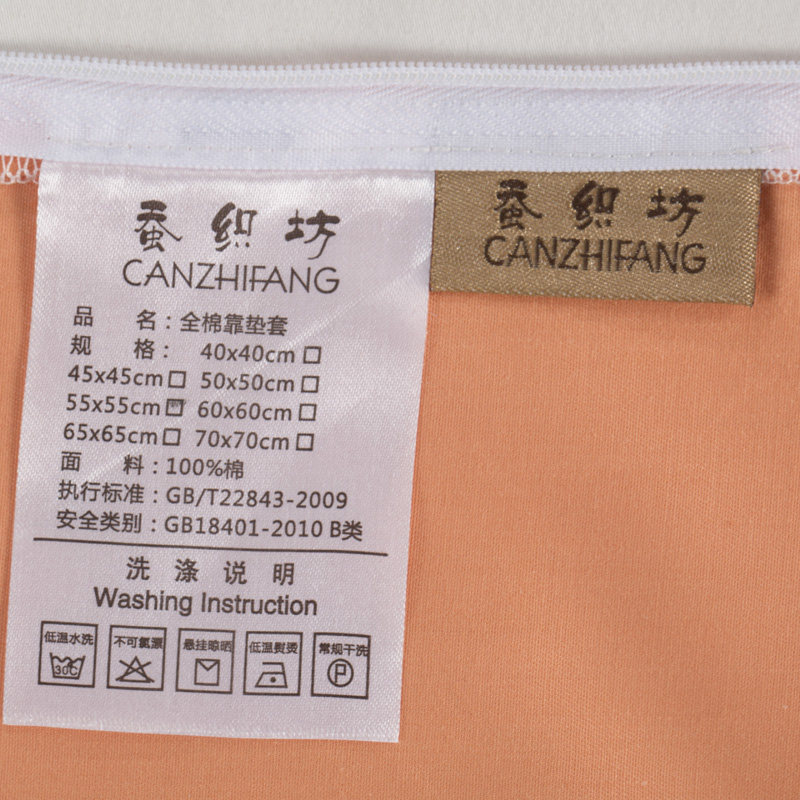 蚕织坊
CANZHIFANG
品 名：全棉靠垫套
规 格： 40x40cm□
45x45cm□ 50x50cm□
55x55cm□ 60x60cm□
65x65cm□ 70x70cm□
面 料：100%棉
执行标准：GB/T22843-2009
安全类别：GB18401-2010 B类
洗涤说明
Washing Instruction
低温水洗 不可氯漂 悬挂晾晒 低温熨烫 常规干洗
30C P
蚕织坊
CANZHIFANG